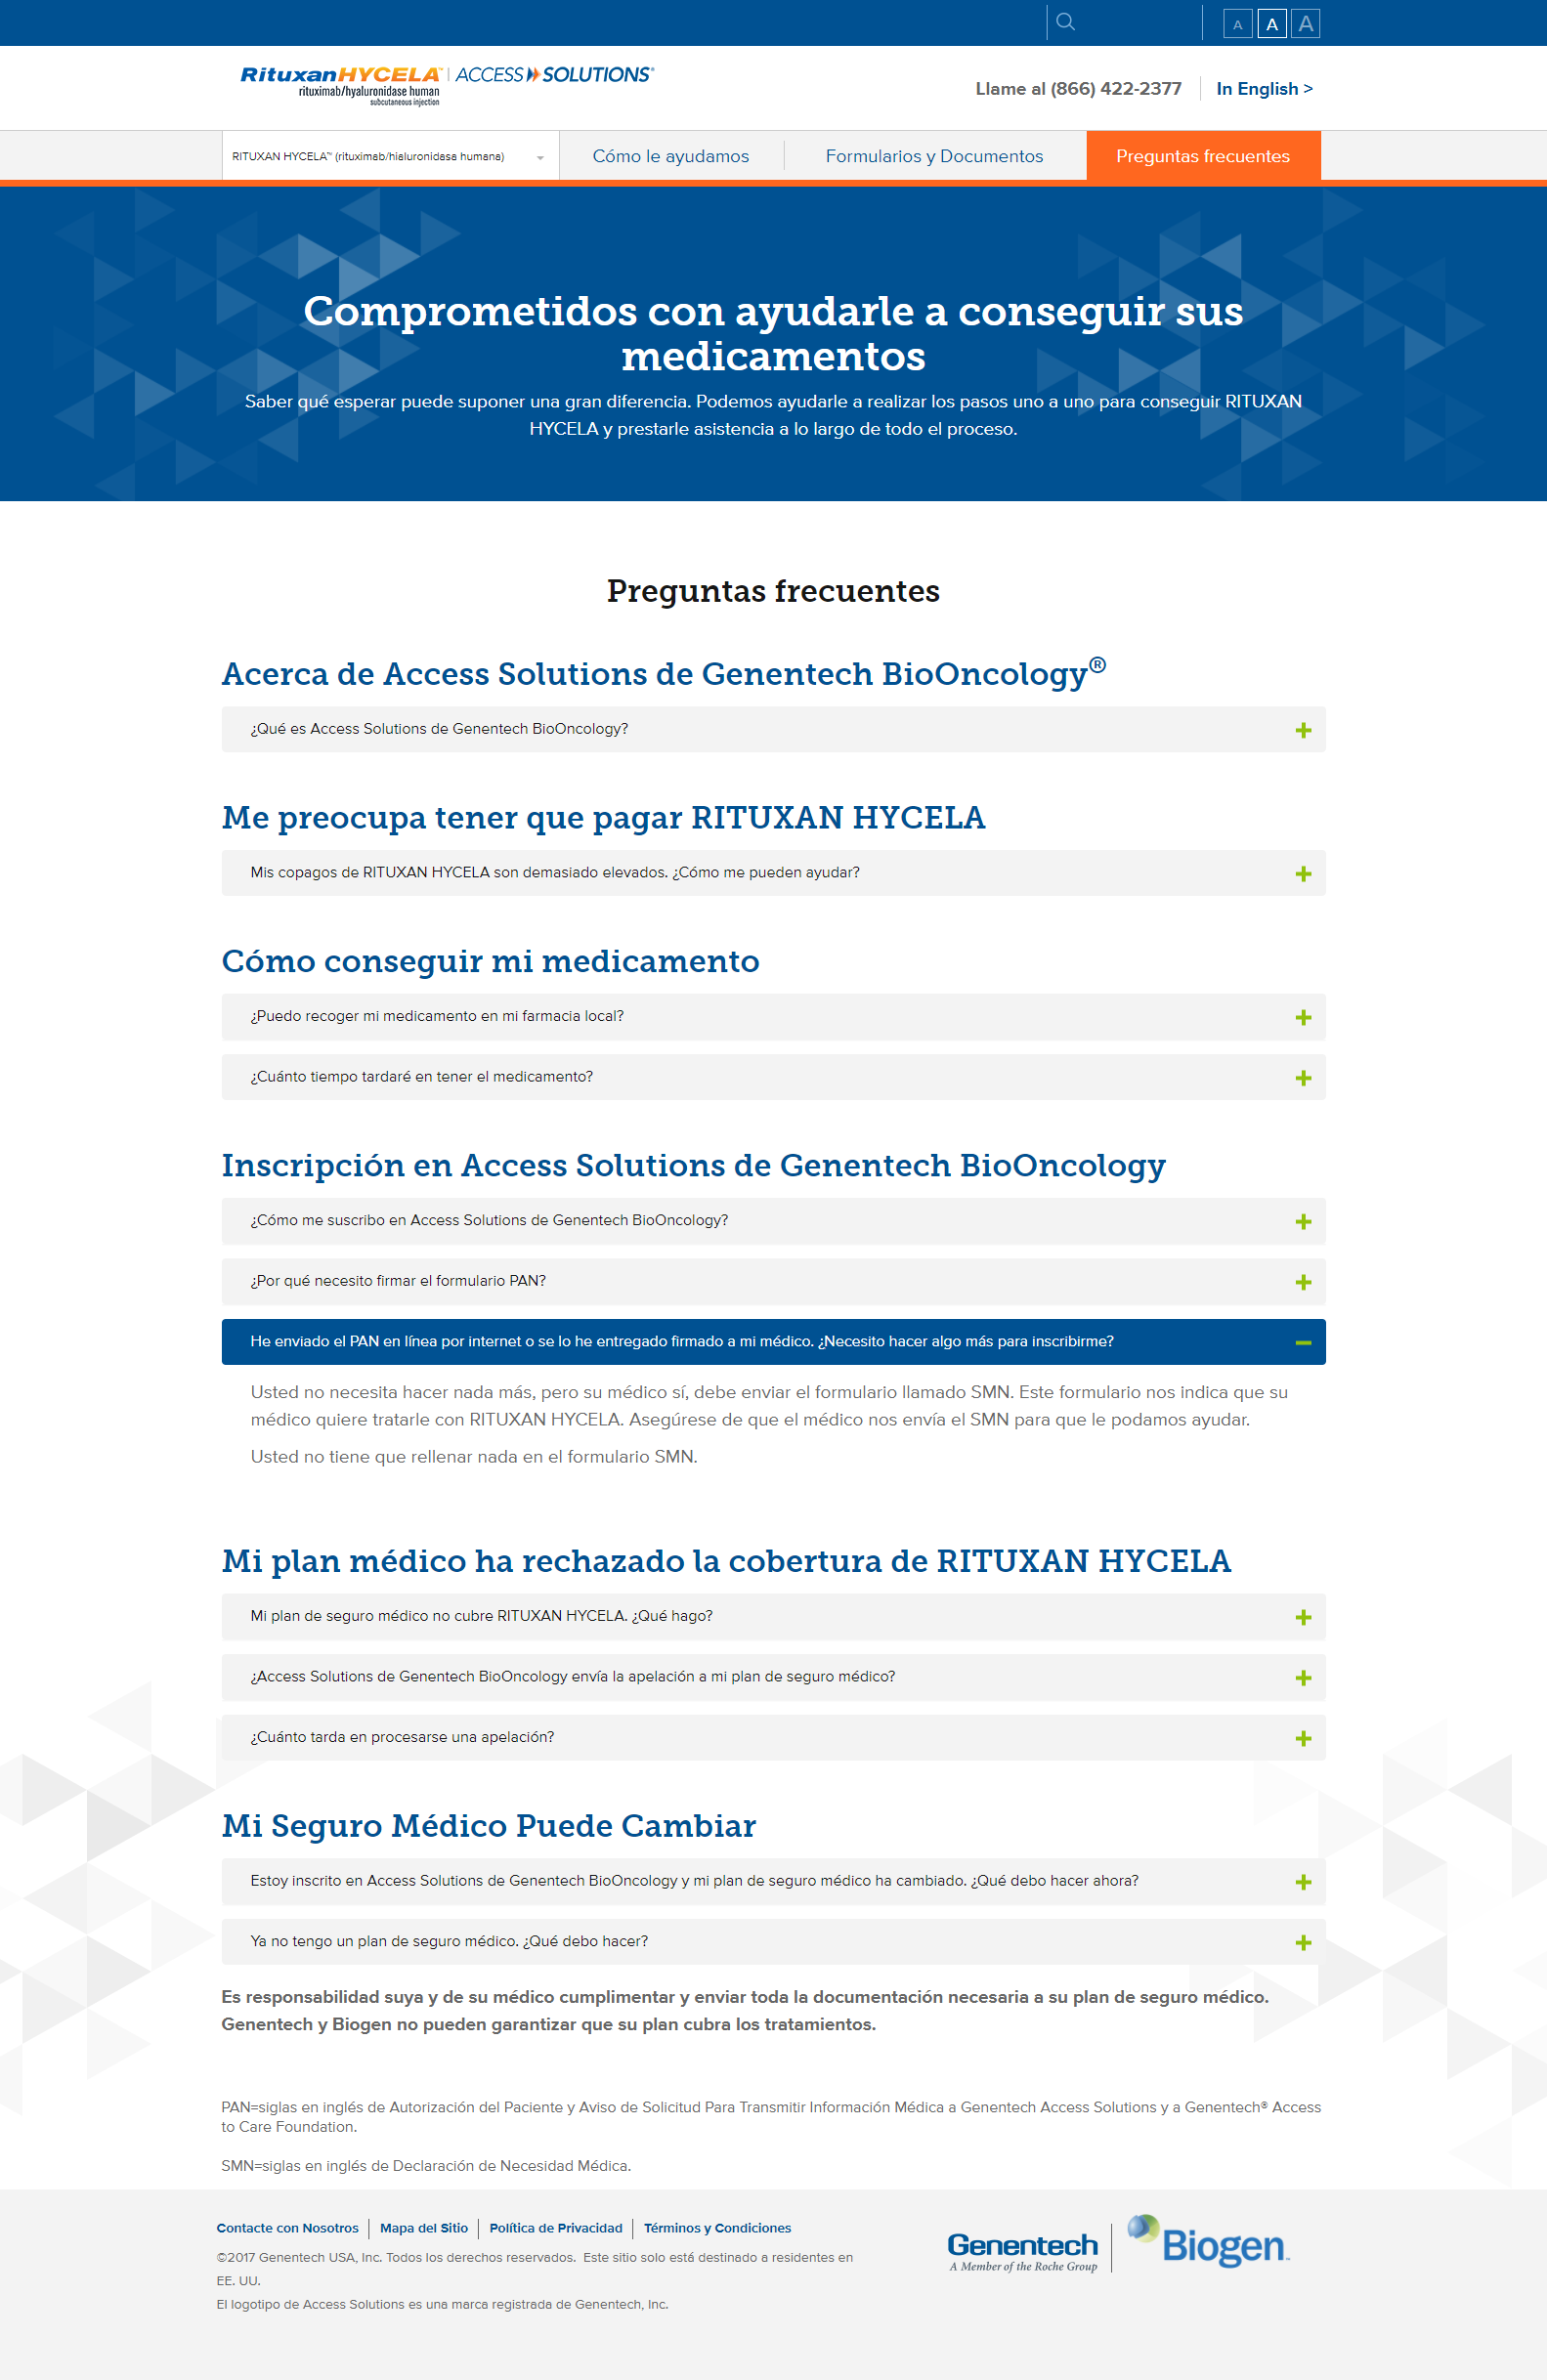 A A A
RituxanHYCELA™ | ACCESS SOLUTIONS®
rituximab/hyaluronidase human
subcutaneous injection
Llame al (866) 422-2377
In English >
RITUXAN HYCELA™ (rituximab/hialuronidasa humana)
Cómo le ayudamos
Formularios y Documentos
Preguntas frecuentes
Comprometidos con ayudarle a conseguir sus
medicamentos
Saber qué esperar puede suponer una gran diferencia. Podemos ayudarle a realizar los pasos uno a uno para conseguir RITUXAN
HYCELA y prestarle asistencia a lo largo de todo el proceso.
Preguntas frecuentes
Acerca de Access Solutions de Genentech BioOncology®
¿Qué es Access Solutions de Genentech BioOncology?
Me preocupa tener que pagar RITUXAN HYCELA
Mis copagos de RITUXAN HYCELA son demasiado elevados. ¿Cómo me pueden ayudar?
Cómo conseguir mi medicamento
¿Puedo recoger mi medicamento en mi farmacia local?
¿Cuánto tiempo tardaré en tener el medicamento?
Inscripción en Access Solutions de Genentech BioOncology
¿Cómo me suscribo en Access Solutions de Genentech BioOncology?
¿Por qué necesito firmar el formulario PAN?
He enviado el PAN en línea por internet o se lo he entregado firmado a mi médico. ¿Necesito hacer algo más para inscribirme?
Usted no necesita hacer nada más, pero su médico sí, debe enviar el formulario llamado SMN. Este formulario nos indica que su
médico quiere tratarle con RITUXAN HYCELA. Asegúrese de que el médico nos envía el SMN para que le podamos ayudar.
Usted no tiene que rellenar nada en el formulario SMN.
Mi plan médico ha rechazado la cobertura de RITUXAN HYCELA
Mi plan de seguro médico no cubre RITUXAN HYCELA. ¿Qué hago?
¿Access Solutions de Genentech BioOncology envía la apelación a mi plan de seguro médico?
¿Cuánto tarda en procesarse una apelación?
Mi Seguro Médico Puede Cambiar
Estoy inscrito en Access Solutions de Genentech BioOncology y mi plan de seguro médico ha cambiado. ¿Qué debo hacer ahora?
Ya no tengo un plan de seguro médico. ¿Qué debo hacer?
Es responsabilidad suya y de su médico cumplimentar y enviar toda la documentación necesaria a su plan de seguro médico.
Genentech y Biogen no pueden garantizar que su plan cubra los tratamientos.
PAN=siglas en inglés de Autorización del Paciente y Aviso de Solicitud Para Transmitir Información Médica a Genentech Access Solutions y a Genentech® Access
to Care Foundation.
SMN=siglas en inglés de Declaración de Necesidad Médica.
Contacte con Nosotros | Mapa del Sitio | Política de Privacidad | Términos y Condiciones
©2017 Genentech USA, Inc. Todos los derechos reservados. Este sitio solo está destinado a residentes en
EE. UU.
El logotipo de Access Solutions es una marca registrada de Genentech, Inc.
Genentech
A Member of the Roche Group
Biogen™